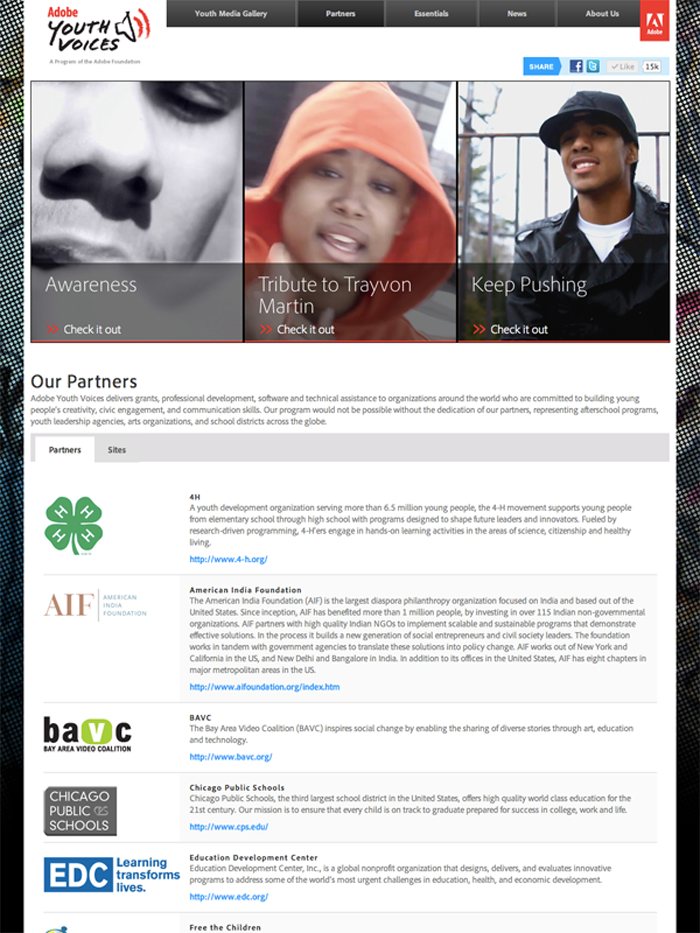 Adobe
YOUTH
VOICES
A Program of the Adobe Foundation
Youth Media Gallery
Partners
Essentials
News
About Us
Adobe
SHARE
Like
15k
Awareness
Check it out
Tribute to Trayvon
Martin
Check it out
Keep Pushing
Check it out
Our Partners
Adobe Youth Voices delivers grants, professional development, software and technical assistance to organizations around the world who are committed to building young
people's creativity, civic engagement, and communication skills. Our program would not be possible without the dedication of our partners, representing afterschool programs,
youth leadership agencies, arts organizations, and school districts across the globe.
Partners
Sites
H H H H
4H
A youth development organization serving more than 6.5 million young people, the 4-H movement supports young people
from elementary school through high school with programs designed to shape future leaders and innovators. Fueled by
research-driven programming, 4-H'ers engage in hands-on learning activities in the areas of science, citizenship and healthy
living.
http://www.4-h.org/
AIF
AMERICAN
INDIA
FOUNDATION
American India Foundation
The American India Foundation (AIF) is the largest diaspora philanthropy organization focused on India and based out of the
United States. Since inception, AIF has benefited more than 1 million people, by investing in over 115 Indian non-governmental
organizations. AIF partners with high quality Indian NGOs to implement scalable and sustainable programs that demonstrate
effective solutions. In the process it builds a new generation of social entrepreneurs and civil society leaders. The foundation
works in tandem with government agencies to translate these solutions into policy change. AIF works out of New York and
California in the US, and New Delhi and Bangalore in India. In addition to its offices in the United States, AIF has eight chapters in
major metropolitan areas in the US.
http://www.aifoundation.org/index.htm
bavc
BAY AREA VIDEO COALITION
BAVC
The Bay Area Video Coalition (BAVC) inspires social change by enabling the sharing of diverse stories through art, education
and technology.
http://www.bavc.org/
CHICAGO
PUBLIC cps
SCHOOLS
Chicago Public Schools
Chicago Public Schools, the third largest school district in the United States, offers high quality world class education for the
21st century. Our mission is to ensure that every child is on track to graduate prepared for success in college, work and life.
http://www.cps.edu/
EDC
Learning
transforms
lives.
Education Development Center
Education Development Center, Inc., is a global nonprofit organization that designs, delivers, and evaluates innovative
programs to address some of the world's most urgent challenges in education, health, and economic development.
http://www.edc.org/
Free the Children